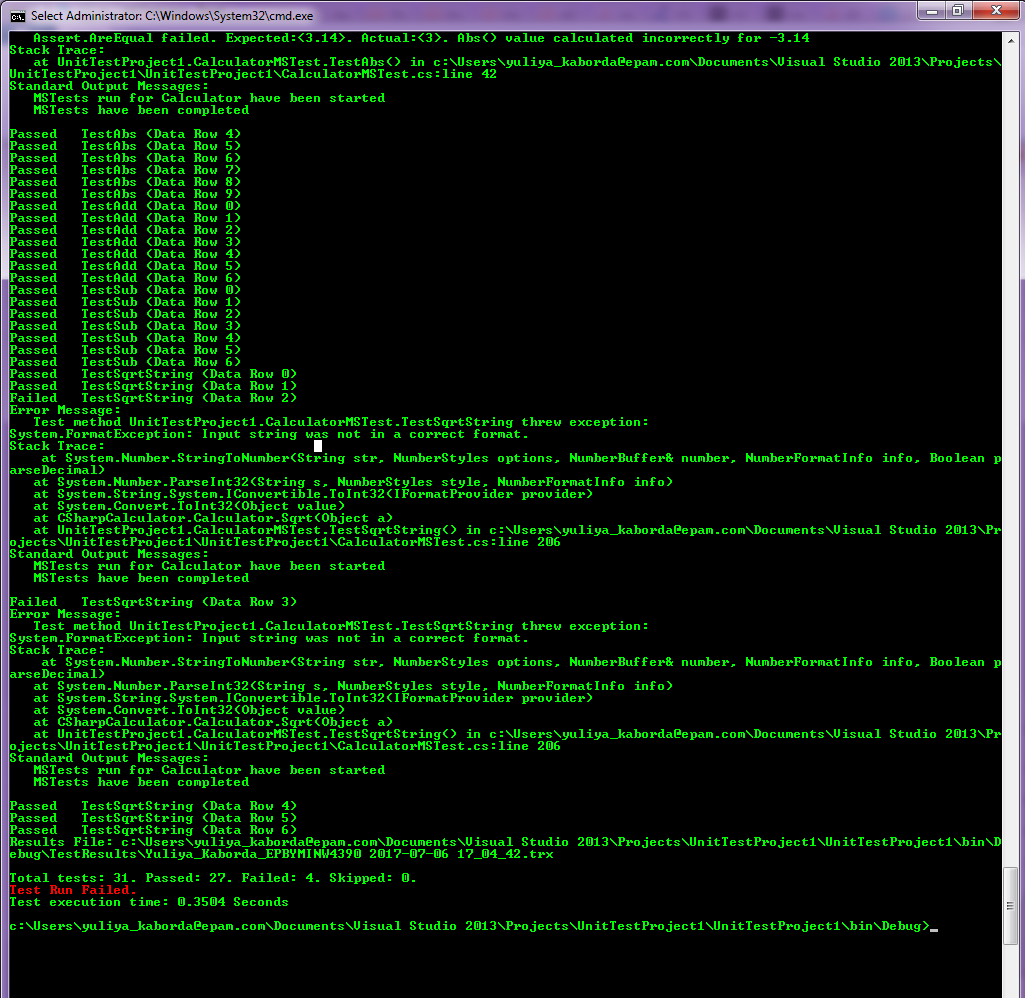 Select Administrator: C:\Windows\System32\cmd.exe
Assert.AreEqual failed. Expected:<3.14>. Actual:<3>. Abs() value calculated incorrectly for -3.14
Stack Trace:
at UnitTestProject1.CalculatorMSTest.TestAbs() in c:\Users\yuliya_kaborda@epam.com\Documents\Visual Studio 2013\Projects\
UnitTestProject1\UnitTestProject1\CalculatorMSTest.cs:line 42
Standard Output Messages:
MSTests run for Calculator have been started
MSTests have been completed
Passed   TestAbs (Data Row 4)
Passed   TestAbs (Data Row 5)
Passed   TestAbs (Data Row 6)
Passed   TestAbs (Data Row 7)
Passed   TestAbs (Data Row 8)
Passed   TestAbs (Data Row 9)
Passed   TestAdd (Data Row 0)
Passed   TestAdd (Data Row 1)
Passed   TestAdd (Data Row 2)
Passed   TestAdd (Data Row 3)
Passed   TestAdd (Data Row 4)
Passed   TestAdd (Data Row 5)
Passed   TestAdd (Data Row 6)
Passed   TestSub (Data Row 0)
Passed   TestSub (Data Row 1)
Passed   TestSub (Data Row 2)
Passed   TestSub (Data Row 3)
Passed   TestSub (Data Row 4)
Passed   TestSub (Data Row 5)
Passed   TestSub (Data Row 6)
Passed   TestSqrtString (Data Row 0)
Passed   TestSqrtString (Data Row 1)
Failed   TestSqrtString (Data Row 2)
Error Message:
Test method UnitTestProject1.CalculatorMSTest.TestSqrtString threw exception:
System.FormatException: Input string was not in a correct format.
Stack Trace:
at System.Number.StringToNumber(String str, NumberStyles options, NumberBuffer& number, NumberFormatInfo info, Boolean p
arseDecimal)
at System.Number.ParseInt32(String s, NumberStyles style, NumberFormatInfo info)
at System.String.System.IConvertible.ToInt32(IFormatProvider provider)
at System.Convert.ToInt32(Object value)
at CSharpCalculator.Calculator.Sqrt(Object a)
at UnitTestProject1.CalculatorMSTest.TestSqrtString() in c:\Users\yuliya_kaborda@epam.com\Documents\Visual Studio 2013\Pr
ojects\UnitTestProject1\UnitTestProject1\CalculatorMSTest.cs:line 206
Standard Output Messages:
MSTests run for Calculator have been started
MSTests have been completed
Failed   TestSqrtString (Data Row 3)
Error Message:
Test method UnitTestProject1.CalculatorMSTest.TestSqrtString threw exception:
System.FormatException: Input string was not in a correct format.
Stack Trace:
at System.Number.StringToNumber(String str, NumberStyles options, NumberBuffer& number, NumberFormatInfo info, Boolean p
arseDecimal)
at System.Number.ParseInt32(String s, NumberStyles style, NumberFormatInfo info)
at System.String.System.IConvertible.ToInt32(IFormatProvider provider)
at System.Convert.ToInt32(Object value)
at CSharpCalculator.Calculator.Sqrt(Object a)
at UnitTestProject1.CalculatorMSTest.TestSqrtString() in c:\Users\yuliya_kaborda@epam.com\Documents\Visual Studio 2013\Pr
ojects\UnitTestProject1\UnitTestProject1\CalculatorMSTest.cs:line 206
Standard Output Messages:
MSTests run for Calculator have been started
MSTests have been completed
Passed   TestSqrtString (Data Row 4)
Passed   TestSqrtString (Data Row 5)
Passed   TestSqrtString (Data Row 6)
Results File: c:\Users\yuliya_kaborda@epam.com\Documents\Visual Studio 2013\Projects\UnitTestProject1\UnitTestProject1\bin\D
ebug\TestResults\Yuliya_Kaborda_EPBYMINW4390 2017-07-06 17_04_42.trx
Total tests: 31. Passed: 27. Failed: 4. Skipped: 0.
Test Run Failed.
Test execution time: 0.3504 Seconds
c:\Users\yuliya_kaborda@epam.com\Documents\Visual Studio 2013\Projects\UnitTestProject1\UnitTestProject1\bin\Debug>